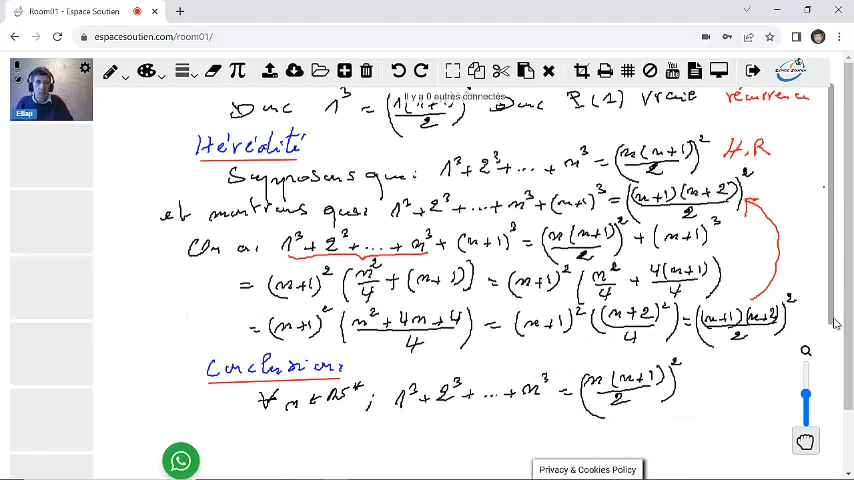 Room01 - Espace Soutien
espacesoutien.com/room01/
Il y a 0 autres connectés
Ellaji
You Tube
Donc 1³ = (1(1+1)/2)² Donc P(1) vraie récurrence
Hérédité
Supposons que: 1³ + 2³ + ... + n³ = (n(n+1)/2)² H.R
et montrons que: 1³ + 2³ + ... + n³ + (n+1)³ = ((n+1)(n+2)/2)²
On a: 1³ + 2³ + ... + n³ + (n+1)³ = (n(n+1)/2)² + (n+1)³
= (n+1)² (n²/4 + (n+1)) = (n+1)² (n²/4 + 4(n+1)/4)
= (n+1)² (n² + 4n + 4/4) = (n+1)² ((n+2)²/4) = ((n+1)(n+2)/2)²
Conclusion:
∀ n ∈ ℕ*; 1³ + 2³ + ... + n³ = (n(n+1)/2)²
Privacy & Cookies Policy